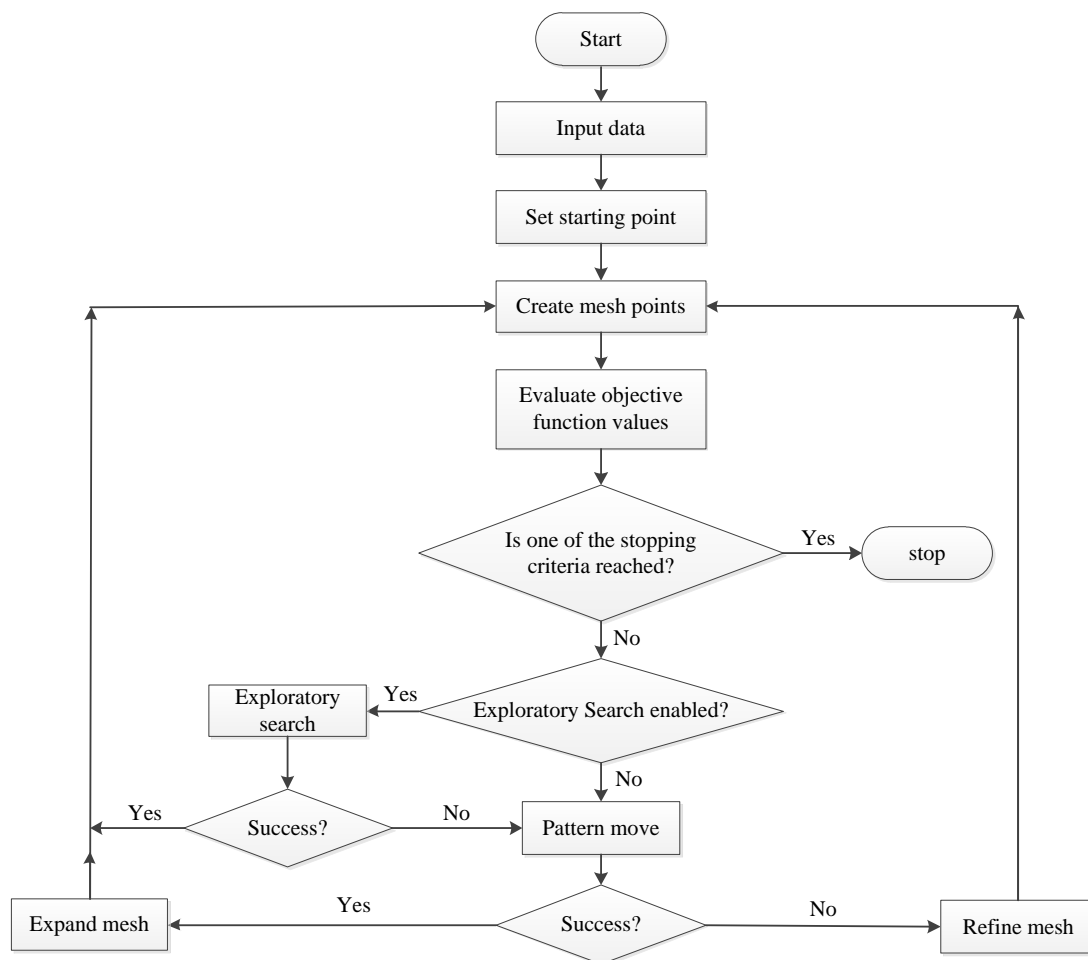 Start
Input data
Set starting point
Create mesh points
Evaluate objective
function values
Is one of the stopping
criteria reached?
Yes
stop
No
Exploratory
search
Yes
Exploratory Search enabled?
No
Yes
Success?
No
Pattern move
Expand mesh
Yes
Success?
No
Refine mesh